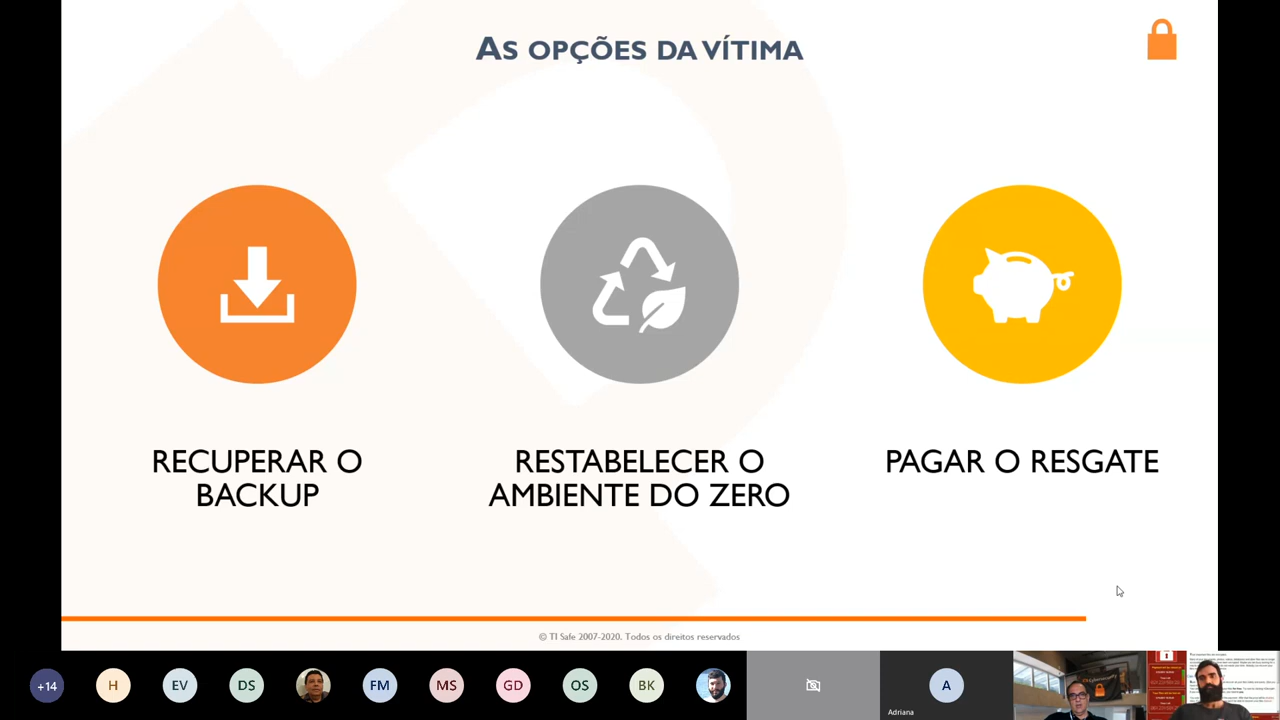 AS OPÇÕES DA VÍTIMA
RECUPERAR O
BACKUP
RESTABELECER O
AMBIENTE DO ZERO
PAGAR O RESGATE
© TI Safe 2007-2020. Todos os direitos reservados
+14
H
EV
DS
FM
GD
OS
BK
A
Adriana